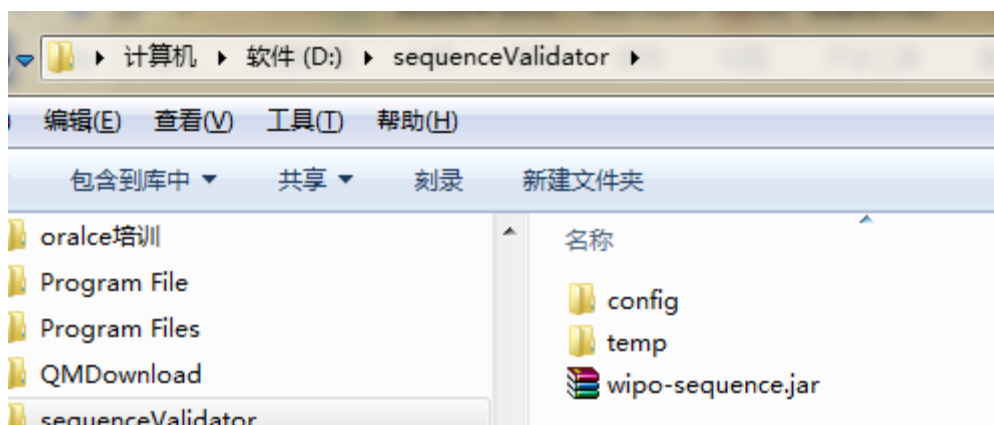 计算机 软件 (D:) sequenceValidator
编辑(E) 查看(V) 工具(T) 帮助(H)
包含到库中 共享 刻录 新建文件夹
oralce培训
Program File
Program Files
QMDownload
sequenceValidator
名称
config
temp
wipo-sequence.jar